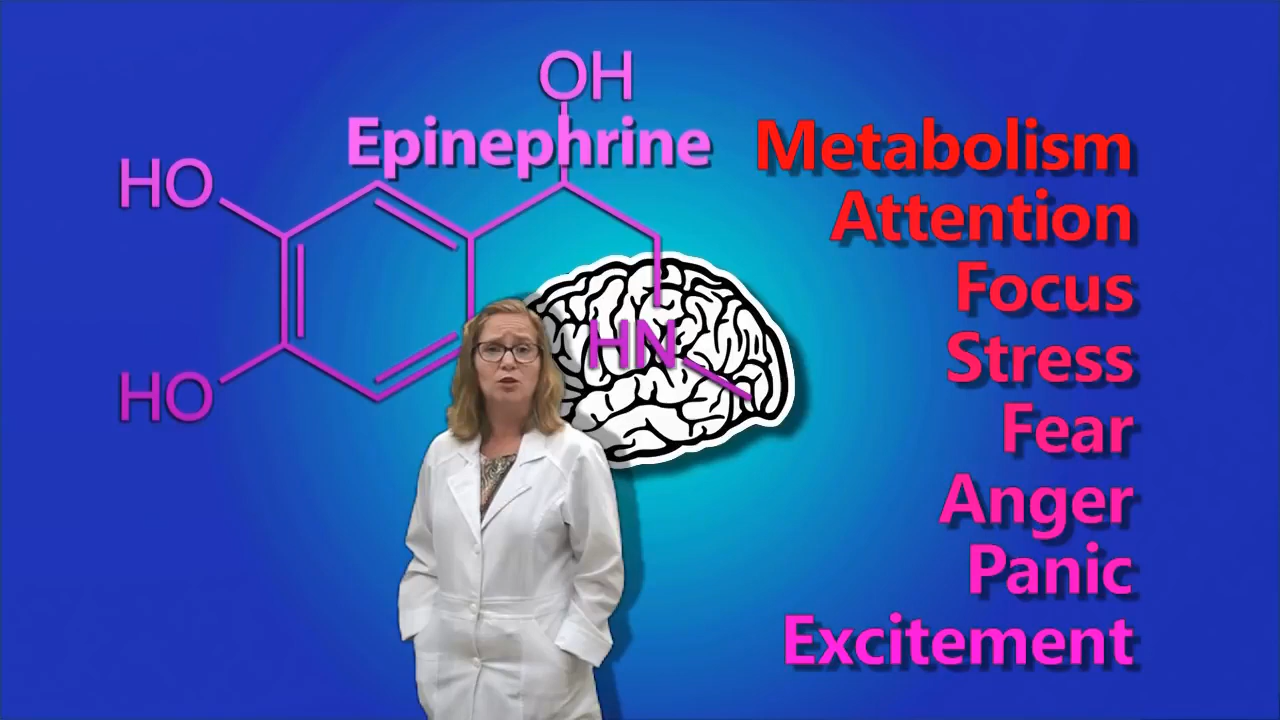 OH
Epinephrine
HO
HO
HN
Metabolism
Attention
Focus
Stress
Fear
Anger
Panic
Excitement